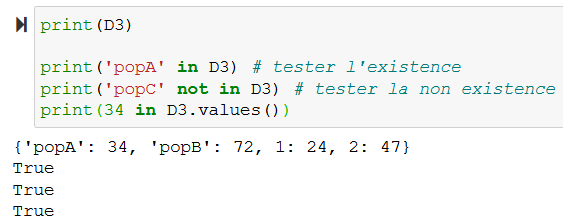 print(D3)
print('popA' in D3) # tester l'existence
print('popC' not in D3) # tester la non existence
print(34 in D3.values())
{'popA': 34, 'popB': 72, 1: 24, 2: 47}
True
True
True